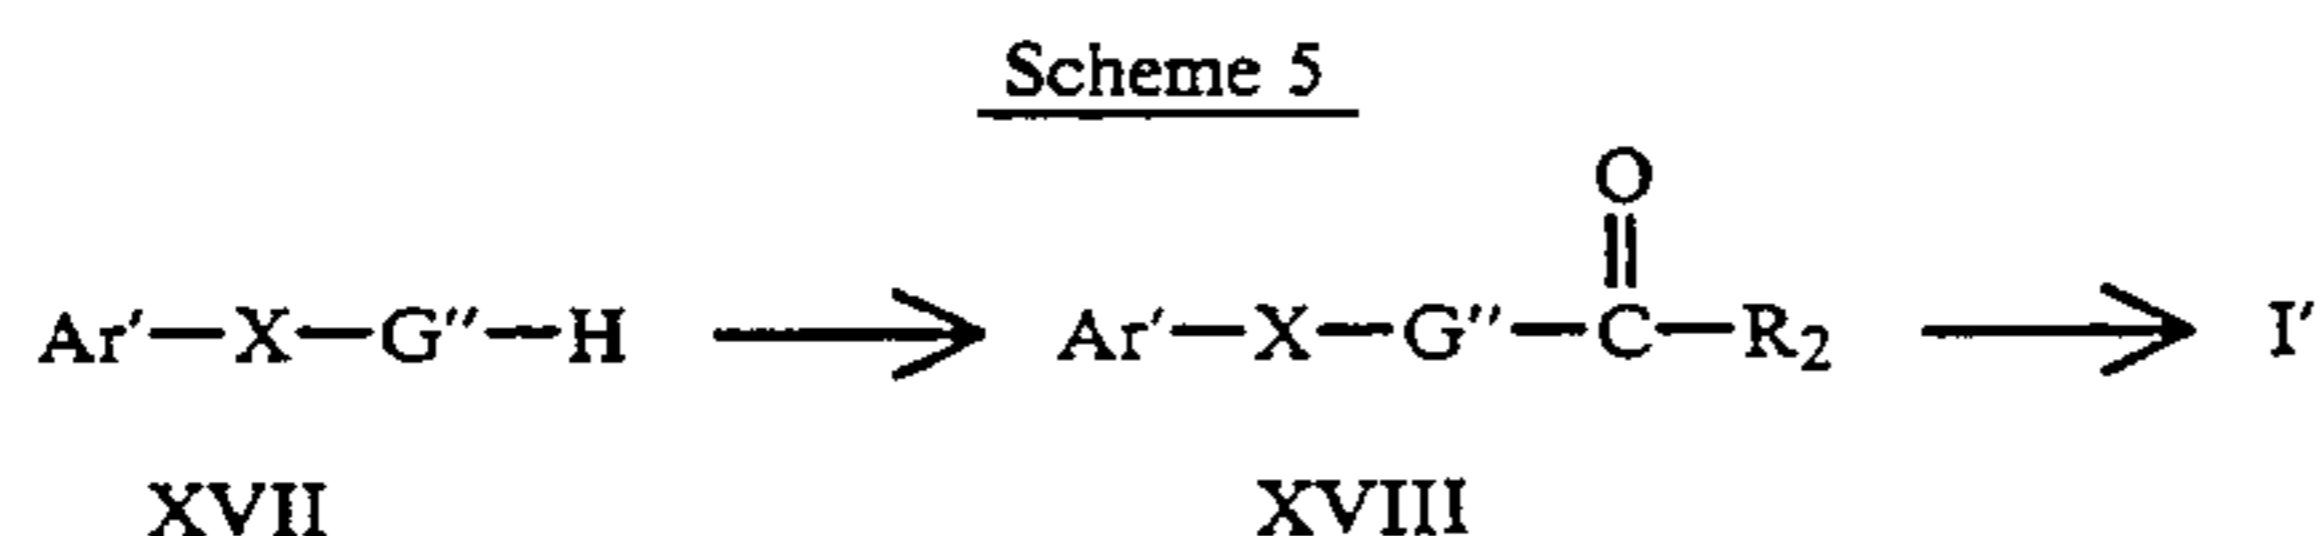 Scheme 5
O
Ar′—X—G″—H ⟶ Ar′—X—G″—C—R₂ ⟶ I′
XVII XVIII